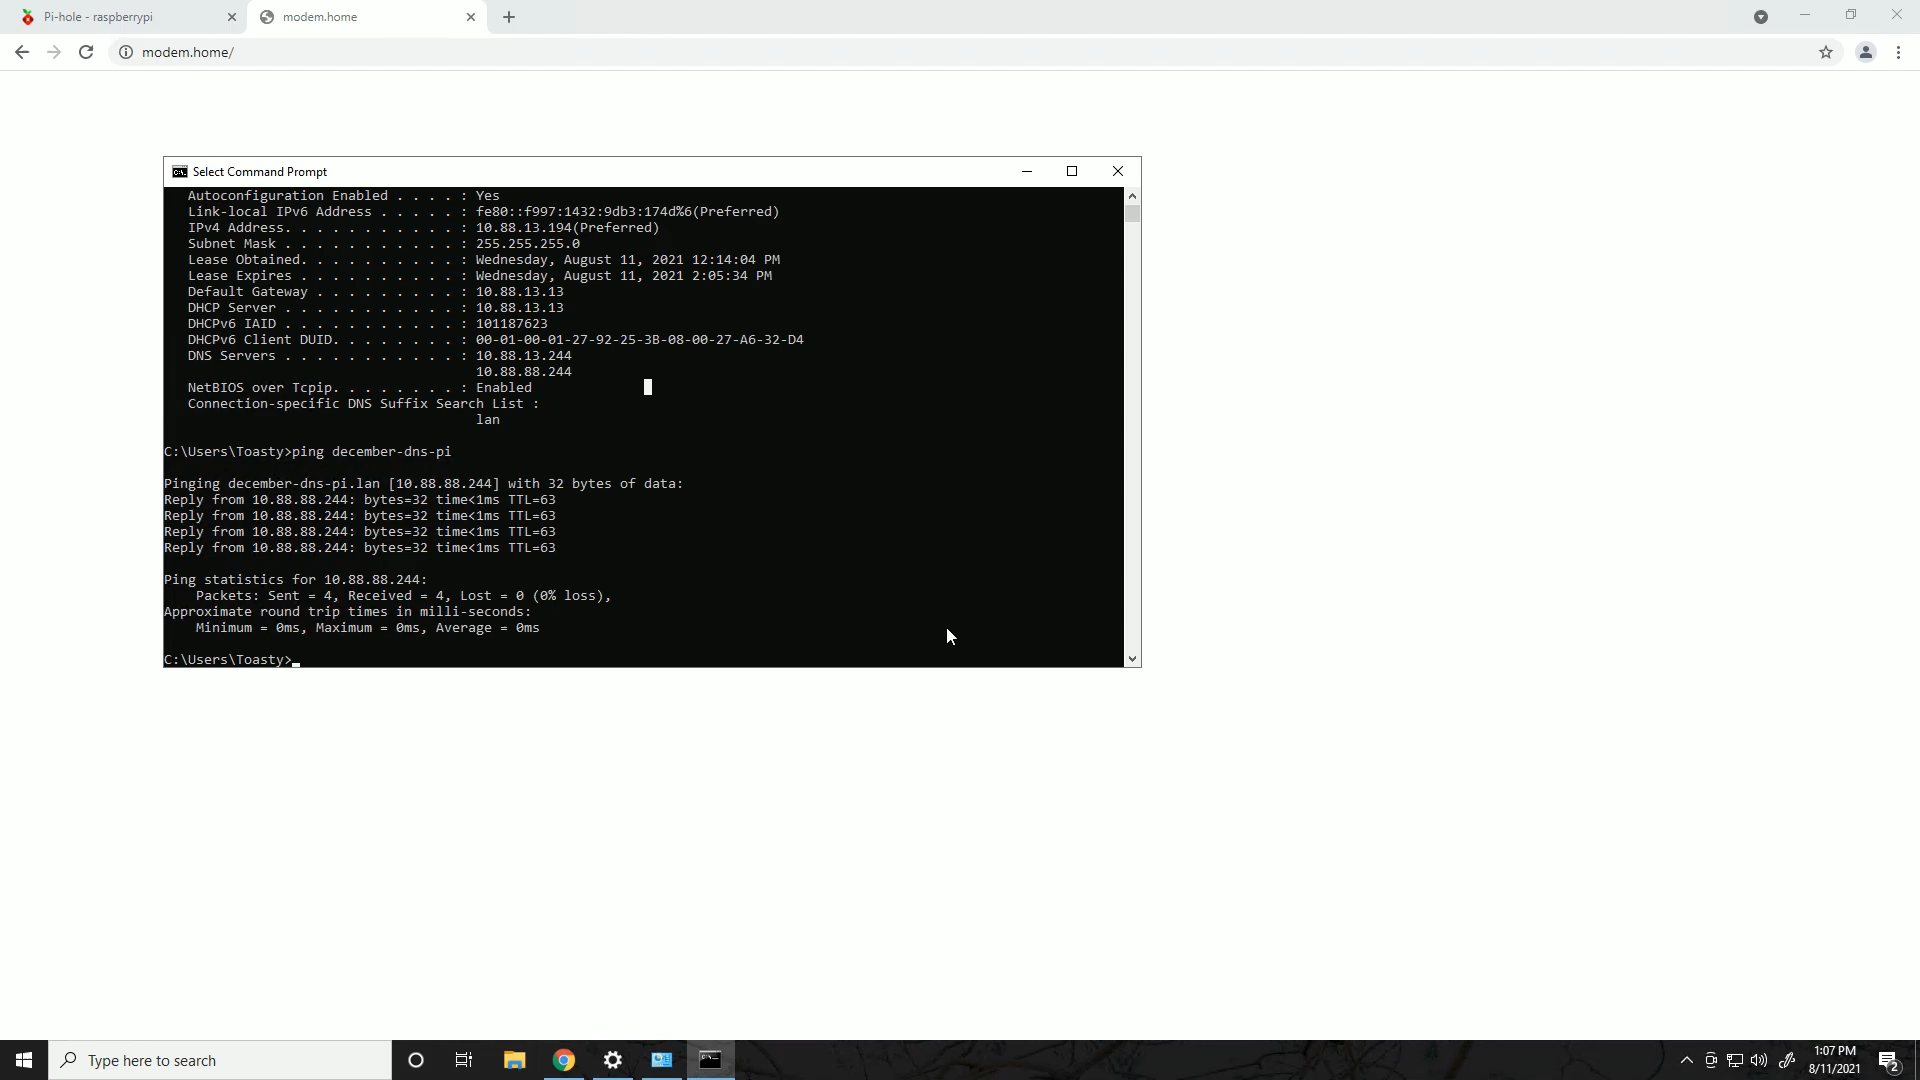 Pi-hole - raspberrypi
modem.home
modem.home/
Select Command Prompt
Autoconfiguration Enabled . . . . : Yes
Link-local IPv6 Address . . . . . : fe80::f997:1432:9db3:174d%6(Preferred)
IPv4 Address. . . . . . . . . . . : 10.88.13.194(Preferred)
Subnet Mask . . . . . . . . . . . : 255.255.255.0
Lease Obtained. . . . . . . . . . : Wednesday, August 11, 2021 12:14:04 PM
Lease Expires . . . . . . . . . . : Wednesday, August 11, 2021 2:05:34 PM
Default Gateway . . . . . . . . . : 10.88.13.13
DHCP Server . . . . . . . . . . . : 10.88.13.13
DHCPv6 IAID . . . . . . . . . . . : 101187623
DHCPv6 Client DUID. . . . . . . . : 00-01-00-01-27-92-25-3B-08-00-27-A6-32-D4
DNS Servers . . . . . . . . . . . : 10.88.13.244
10.88.88.244
NetBIOS over Tcpip. . . . . . . . : Enabled
Connection-specific DNS Suffix Search List :
lan
C:\Users\Toasty>ping december-dns-pi
Pinging december-dns-pi.lan [10.88.88.244] with 32 bytes of data:
Reply from 10.88.88.244: bytes=32 time<1ms TTL=63
Reply from 10.88.88.244: bytes=32 time<1ms TTL=63
Reply from 10.88.88.244: bytes=32 time<1ms TTL=63
Reply from 10.88.88.244: bytes=32 time<1ms TTL=63
Ping statistics for 10.88.88.244:
Packets: Sent = 4, Received = 4, Lost = 0 (0% loss),
Approximate round trip times in milli-seconds:
Minimum = 0ms, Maximum = 0ms, Average = 0ms
C:\Users\Toasty>
Type here to search
1:07 PM
8/11/2021
2